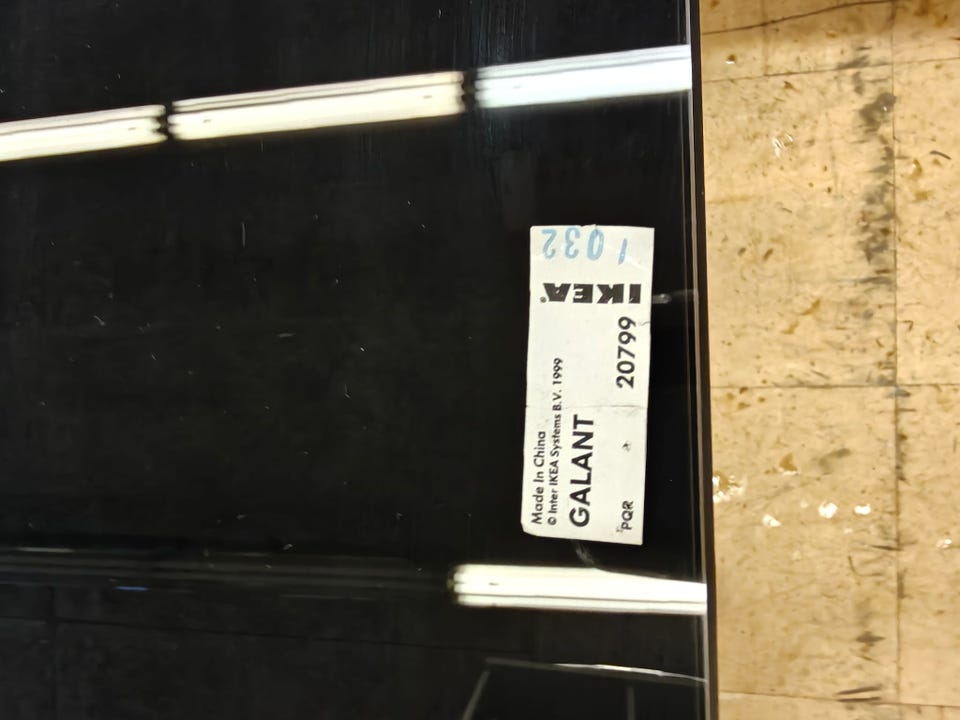 Made In China
© Inter IKEA Systems B.V. 1999
GALANT
PQR
20799
IKEA®
1032